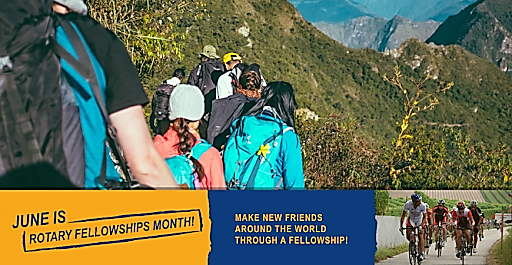 JUNE IS
ROTARY FELLOWSHIPS MONTH!
MAKE NEW FRIENDS
AROUND THE WORLD
THROUGH A FELLOWSHIP!